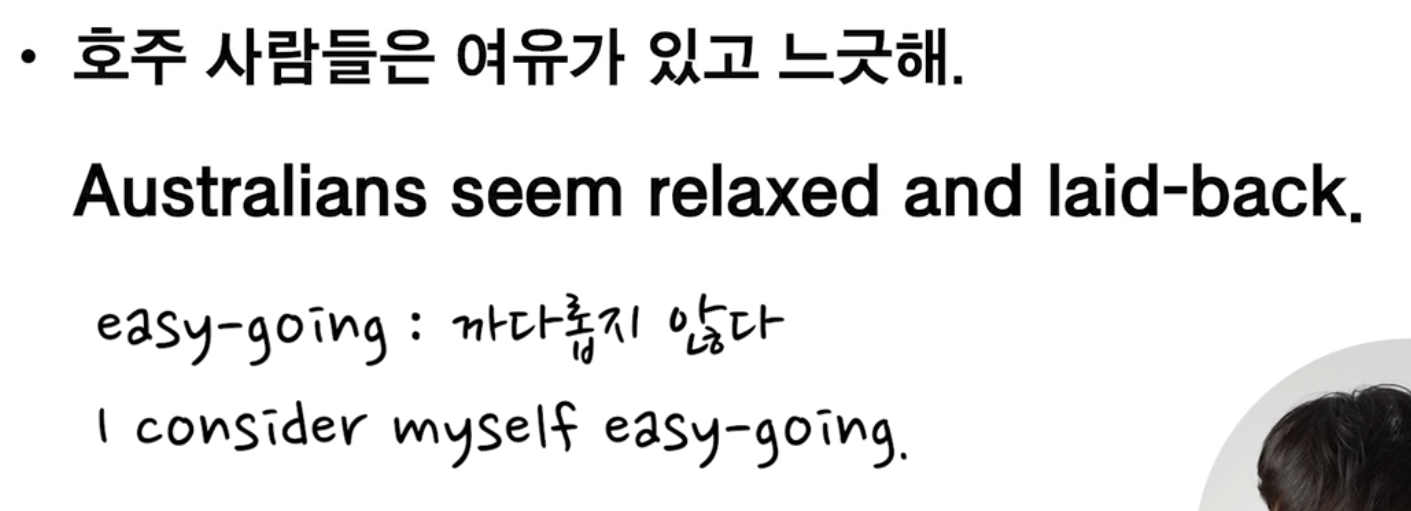 • 호주 사람들은 여유가 있고 느긋해.
Australians seem relaxed and laid-back.
easy-going : 까다롭지 않다
I consider myself easy-going.